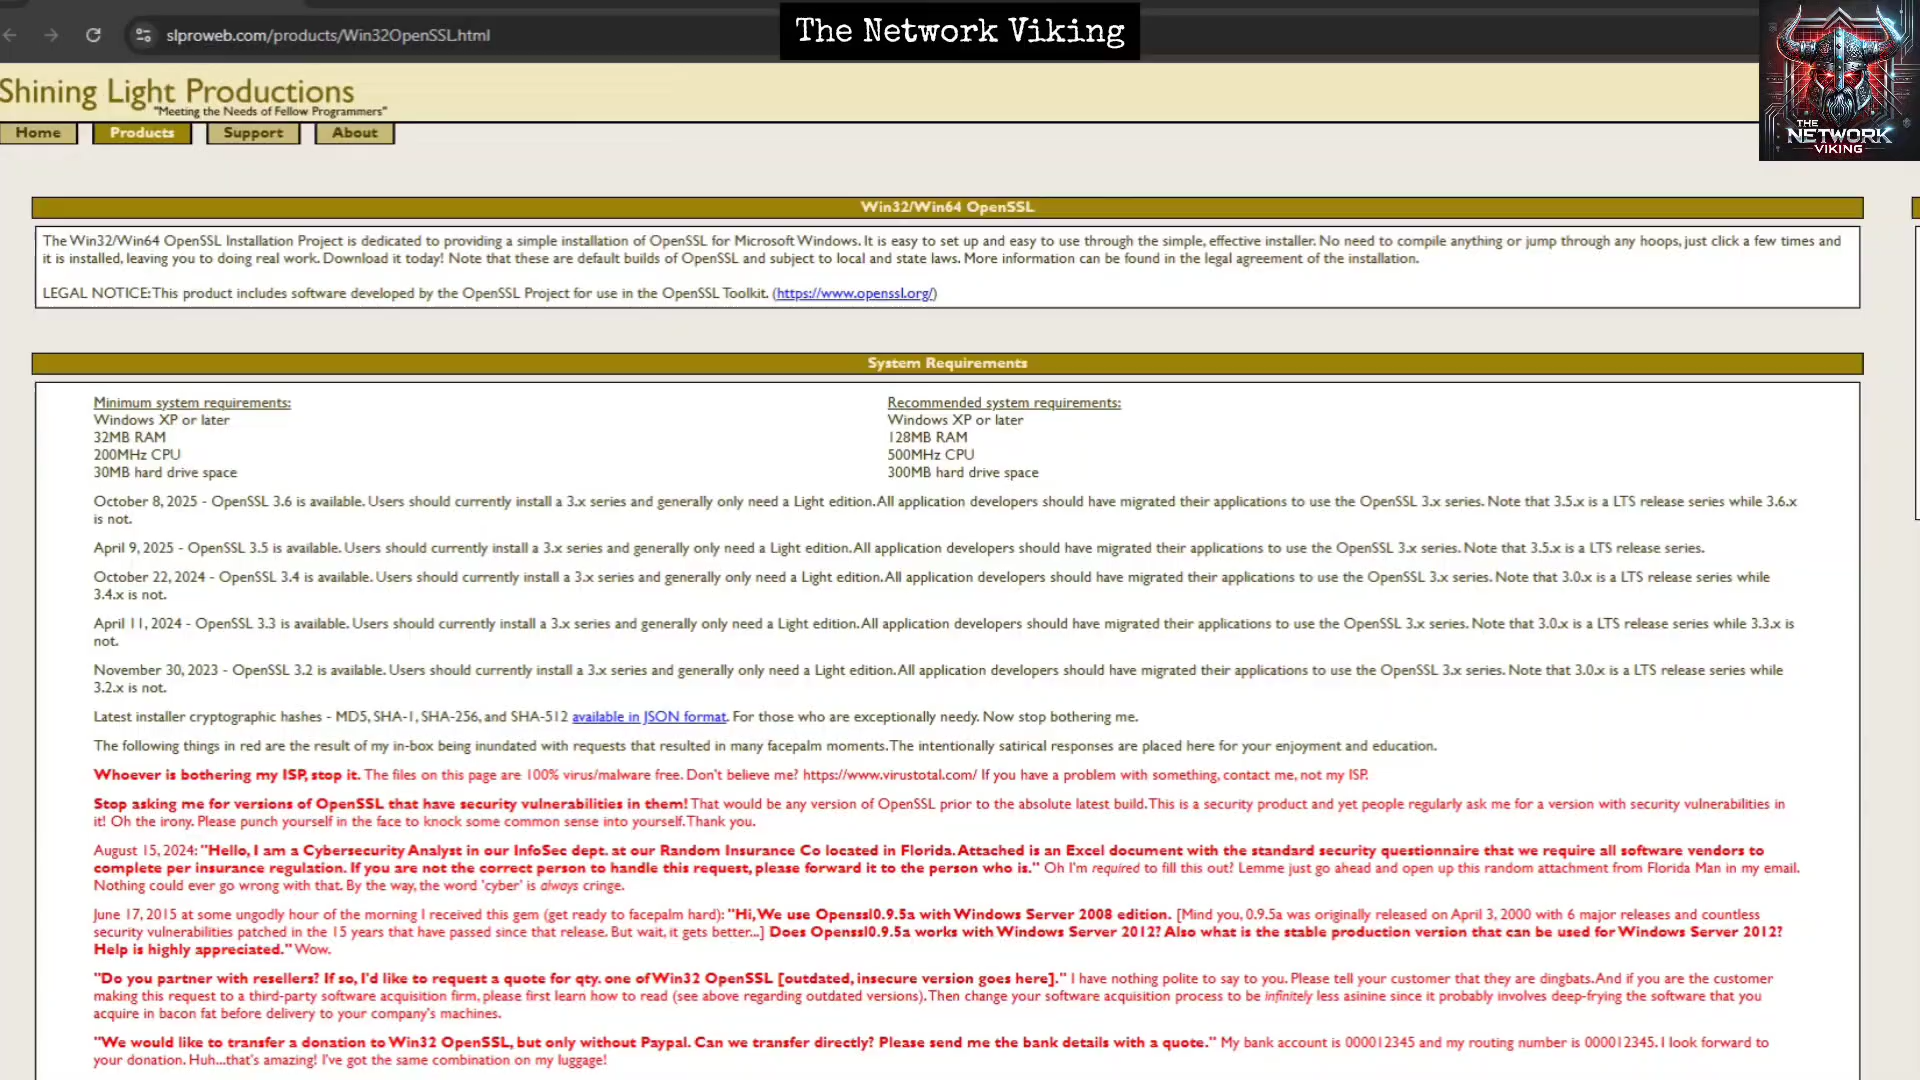 The Network Viking
slproweb.com/products/Win32OpenSSL.html
THE
NETWORK
VIKING
Shining Light Productions
"Meeting the Needs of Fellow Programmers"
Home Products Support About
Win32/Win64 OpenSSL
The Win32/Win64 OpenSSL Installation Project is dedicated to providing a simple installation of OpenSSL for Microsoft Windows. It is easy to set up and easy to use through the simple, effective installer. No need to compile anything or jump through any hoops, just click a few times and
it is installed, leaving you to doing real work. Download it today! Note that these are default builds of OpenSSL and subject to local and state laws. More information can be found in the legal agreement of the installation.
LEGAL NOTICE: This product includes software developed by the OpenSSL Project for use in the OpenSSL Toolkit. (https://www.openssl.org/)
System Requirements
Minimum system requirements:
Windows XP or later
32MB RAM
200MHz CPU
30MB hard drive space
Recommended system requirements:
Windows XP or later
128MB RAM
500MHz CPU
300MB hard drive space
October 8, 2025 - OpenSSL 3.6 is available. Users should currently install a 3.x series and generally only need a Light edition. All application developers should have migrated their applications to use the OpenSSL 3.x series. Note that 3.5.x is a LTS release series while 3.6.x
is not.
April 9, 2025 - OpenSSL 3.5 is available. Users should currently install a 3.x series and generally only need a Light edition. All application developers should have migrated their applications to use the OpenSSL 3.x series. Note that 3.5.x is a LTS release series.
October 22, 2024 - OpenSSL 3.4 is available. Users should currently install a 3.x series and generally only need a Light edition. All application developers should have migrated their applications to use the OpenSSL 3.x series. Note that 3.0.x is a LTS release series while
3.4.x is not.
April 11, 2024 - OpenSSL 3.3 is available. Users should currently install a 3.x series and generally only need a Light edition. All application developers should have migrated their applications to use the OpenSSL 3.x series. Note that 3.0.x is a LTS release series while 3.3.x is
not.
November 30, 2023 - OpenSSL 3.2 is available. Users should currently install a 3.x series and generally only need a Light edition. All application developers should have migrated their applications to use the OpenSSL 3.x series. Note that 3.0.x is a LTS release series while
3.2.x is not.
Latest installer cryptographic hashes - MD5, SHA-1, SHA-256, and SHA-512 available in JSON format. For those who are exceptionally needy. Now stop bothering me.
The following things in red are the result of my in-box being inundated with requests that resulted in many facepalm moments. The intentionally satirical responses are placed here for your enjoyment and education.
Whoever is bothering my ISP, stop it. The files on this page are 100% virus/malware free. Don't believe me? https://www.virustotal.com/ If you have a problem with something, contact me, not my ISP.
Stop asking me for versions of OpenSSL that have security vulnerabilities in them! That would be any version of OpenSSL prior to the absolute latest build. This is a security product and yet people regularly ask me for a version with security vulnerabilities in
it! Oh the irony. Please punch yourself in the face to knock some common sense into yourself. Thank you.
August 15, 2024: "Hello, I am a Cybersecurity Analyst in our InfoSec dept. at our Random Insurance Co located in Florida. Attached is an Excel document with the standard security questionnaire that we require all software vendors to
complete per insurance regulation. If you are not the correct person to handle this request, please forward it to the person who is." Oh I'm required to fill this out? Lemme just go ahead and open up this random attachment from Florida Man in my email.
Nothing could ever go wrong with that. By the way, the word 'cyber' is always cringe.
June 17, 2015 at some ungodly hour of the morning I received this gem (get ready to facepalm hard): "Hi, We use Openssl0.9.5a with Windows Server 2008 edition. [Mind you, 0.9.5a was originally released on April 3, 2000 with 6 major releases and countless
security vulnerabilities patched in the 15 years that have passed since that release. But wait, it gets better...] Does Openssl0.9.5a works with Windows Server 2012? Also what is the stable production version that can be used for Windows Server 2012?
Help is highly appreciated." Wow.
"Do you partner with resellers? If so, I'd like to request a quote for qty. one of Win32 OpenSSL [outdated, insecure version goes here]." I have nothing polite to say to you. Please tell your customer that they are dingbats. And if you are the customer
making this request to a third-party software acquisition firm, please first learn how to read (see above regarding outdated versions). Then change your software acquisition process to be infinitely less asinine since it probably involves deep-frying the software that you
acquire in bacon fat before delivery to your company's machines.
"We would like to transfer a donation to Win32 OpenSSL, but only without Paypal. Can we transfer directly? Please send me the bank details with a quote." My bank account is 000012345 and my routing number is 000012345. I look forward to
your donation. Huh...that's amazing! I've got the same combination on my luggage!